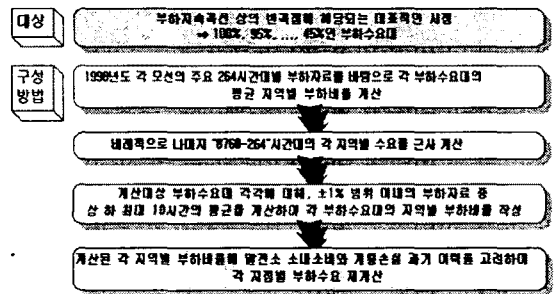 대상
부하지속곡선 상의 변곡점에 해당되는 대표적인 시점
⇒ 100%, 95%, ..., 45%인 부하수요대
구성
방법
1998년도 각 모선의 주요 264시간대별 부하자료를 바탕으로 각 부하수요대의
평균 지역별 부하비율 계산
비례적으로 나머지 "8760-264"시간대의 각 지역별 수요를 근사 계산
계산대상 부하수요대 각각에 대해, ±1% 범위 이내의 부하자료 중
상 하 최대 10시간의 평균을 계산하여 각 부하수요대의 지역별 부하비율 작성
계산된 각 지역별 부하비율에 발전소 소내소비와 계통손실 과거 이력을 고려하여
각 지점별 부하수요 재계산